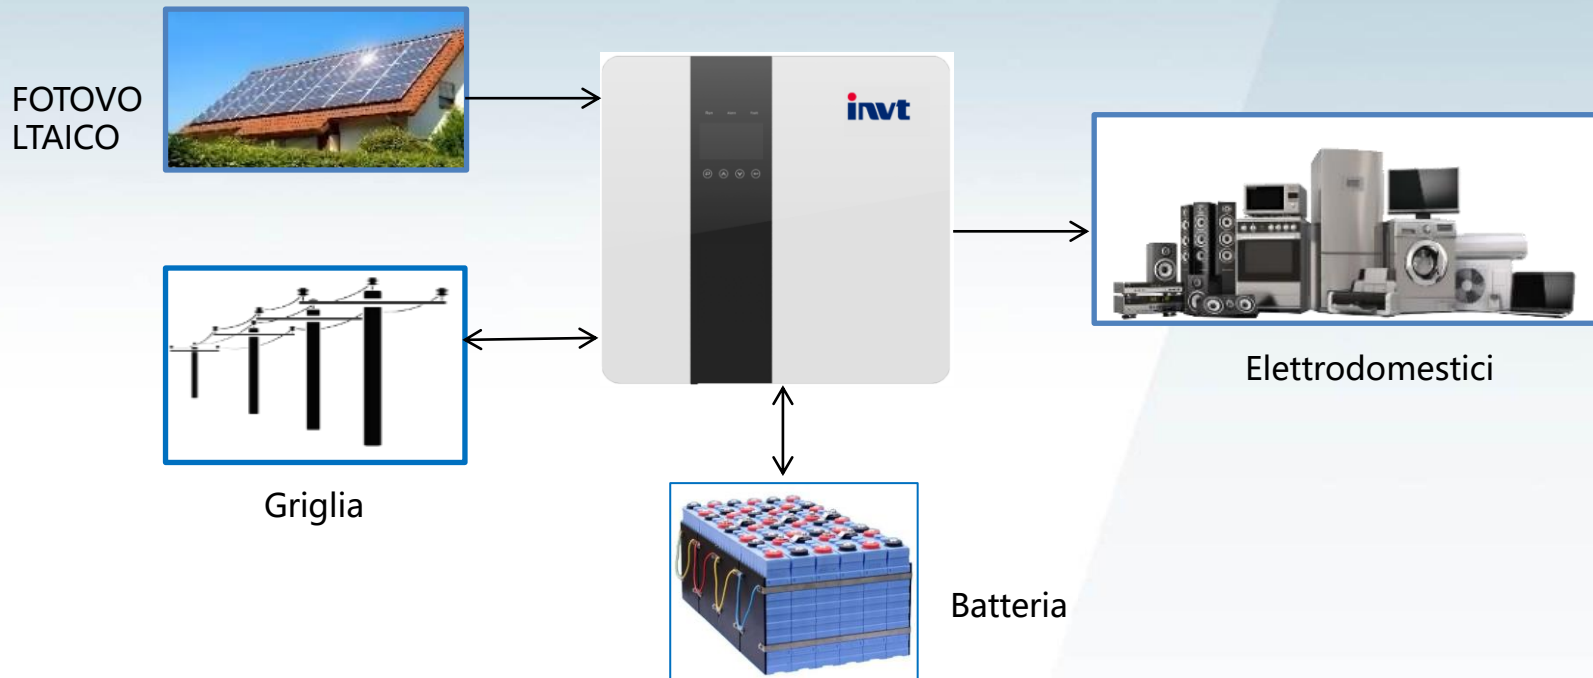 FOTOVO
LTAICO
invt
Elettrodomestici
Griglia
Batteria